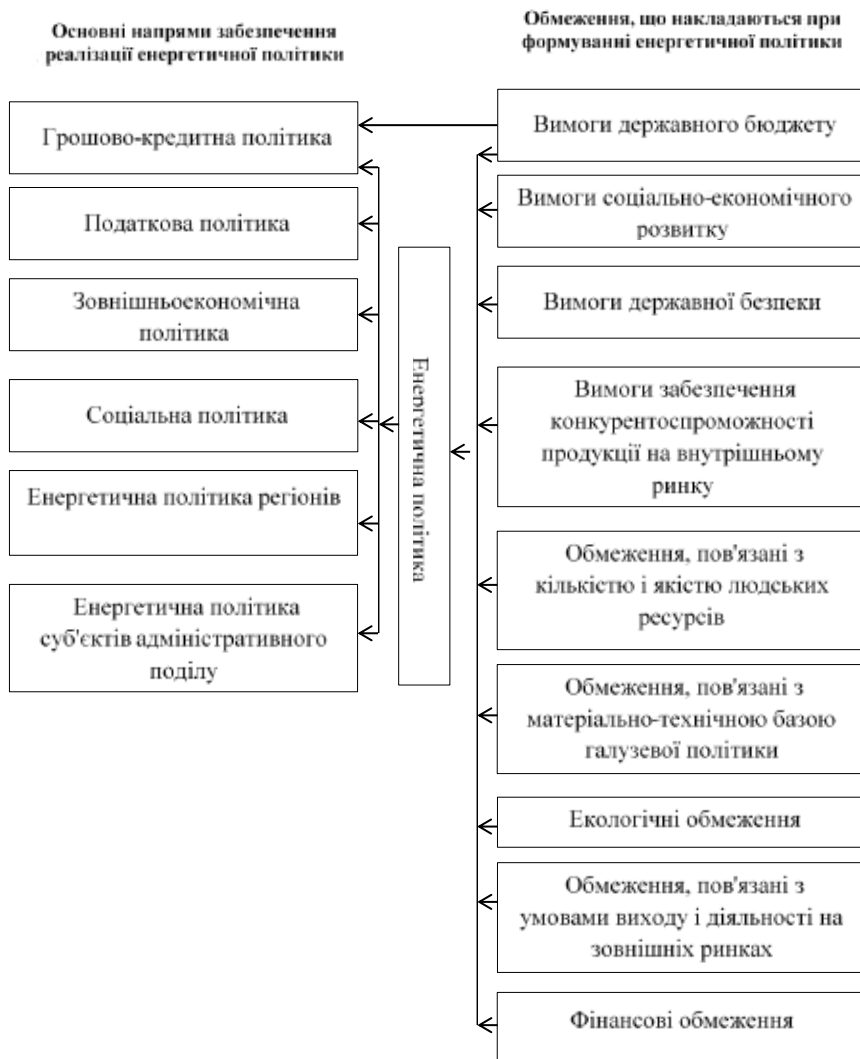 Основні напрями забезпечення
реалізації енергетичної політики
Грошово-кредитна політика
Податкова політика
Зовнішньоекономічна
політика
Соціальна політика
Енергетична політика регіонів
Енергетична політика
суб'єктів адміністративного
поділу
Енергетична політика
Обмеження, що накладаються при
формуванні енергетичної політики
Вимоги державного бюджету
Вимоги соціально-економічного
розвитку
Вимоги державної безпеки
Вимоги забезпечення
конкурентоспроможності
продукції на внутрішньому
ринку
Обмеження, пов'язані з
кількістю і якістю людських
ресурсів
Обмеження, пов'язані з
матеріально-технічною базою
галузевої політики
Екологічні обмеження
Обмеження, пов'язані з
умовами виходу і діяльності на
зовнішніх ринках
Фінансові обмеження